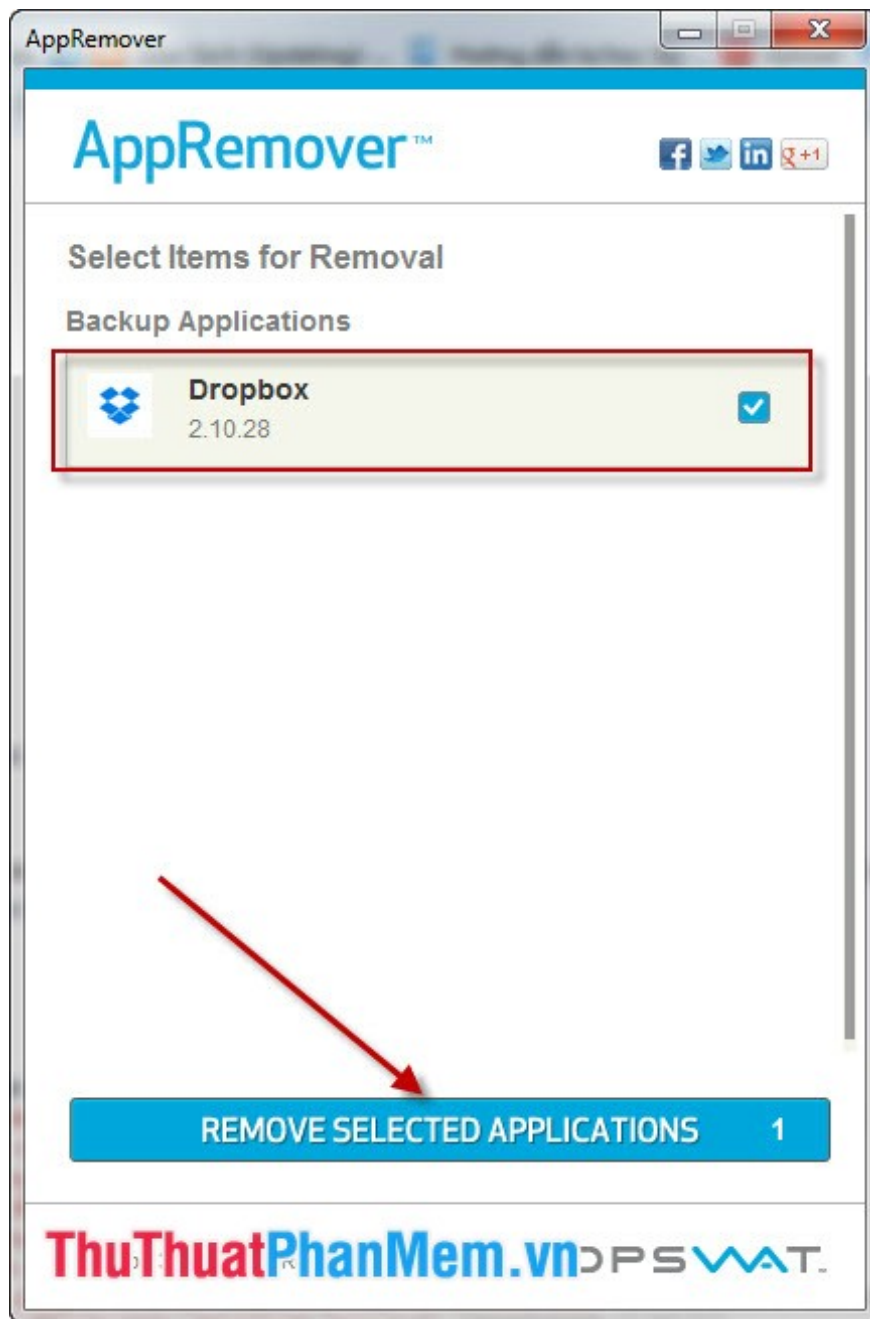 AppRemover
AppRemover™
g +1
Select Items for Removal
Backup Applications
Dropbox
2.10.28
REMOVE SELECTED APPLICATIONS 1
ThuThuatPhanMem.vn
OPSWAT